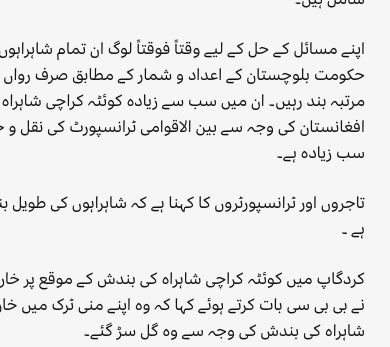 شامل ہیں۔
اپنے مسائل کے حل کے لیے وقتاً فوقتاً لوگ ان تمام شاہراہوں
حکومت بلوچستان کے اعداد و شمار کے مطابق صرف رواں
مرتبہ بند رہیں۔ ان میں سب سے زیادہ کوئٹہ کراچی شاہراہ
افغانستان کی وجہ سے بین الاقوامی ٹرانسپورٹ کی نقل و
سب زیادہ ہے۔
تاجروں اور ٹرانسپورٹروں کا کہنا ہے کہ شاہراہوں کی طویل
ہے ۔
کردگاپ میں کوئٹہ کراچی شاہراہ کی بندش کے موقع پر
نے بی بی سی بات کرتے ہوئے کہا کہ وہ اپنے منی ٹرک میں
شاہراہ کی بندش کی وجہ سے وہ گل سڑ گئے۔